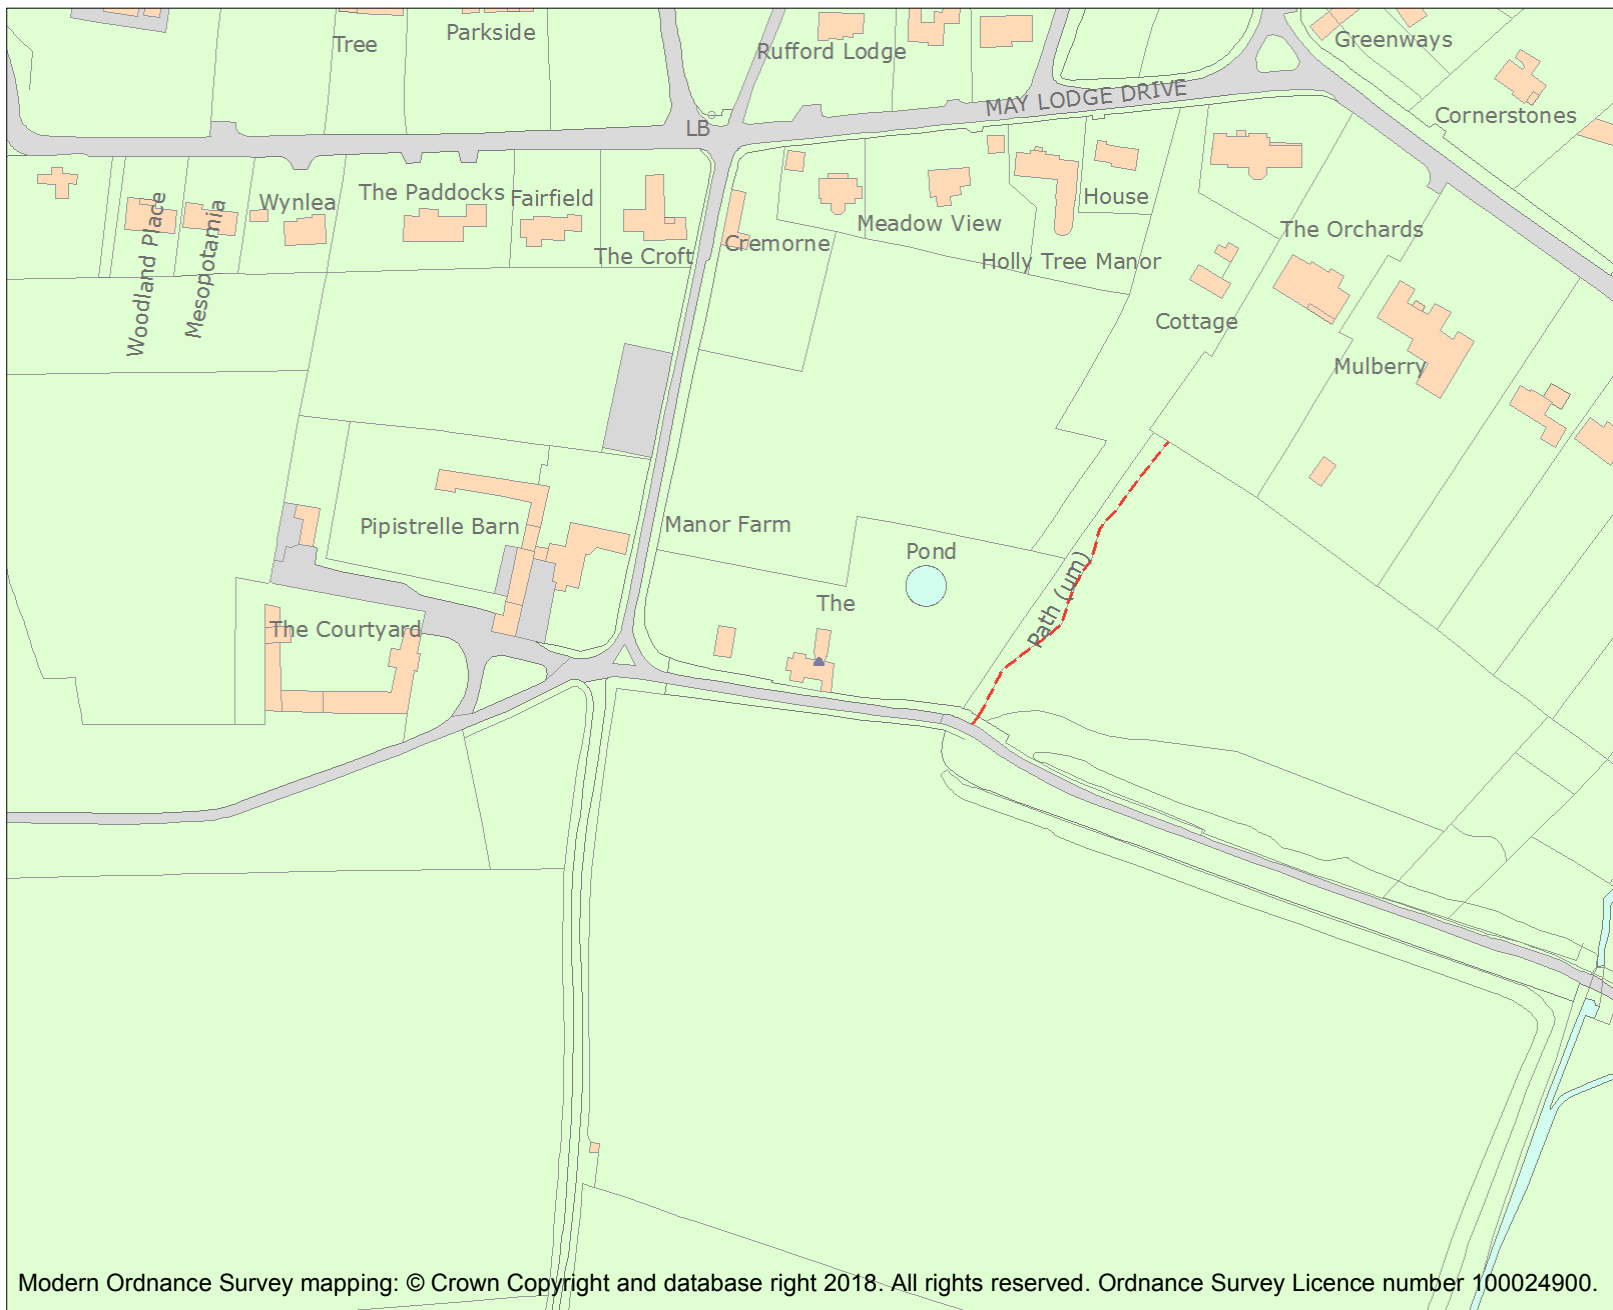 Tree
Parkside
Rufford Lodge
Greenways
MAY LODGE DRIVE
Cornerstones
LB
Woodland Place
Mesopotamia
Wynlea
The Paddocks
Fairfield
The Croft
Cremorne
Meadow View
House
Holly Tree Manor
The Orchards
Cottage
Mulberry
Pipistrelle Barn
Manor Farm
Pond
The
Path (um)
The Courtyard
Modern Ordnance Survey mapping: © Crown Copyright and database right 2018. All rights reserved. Ordnance Survey Licence number 100024900.